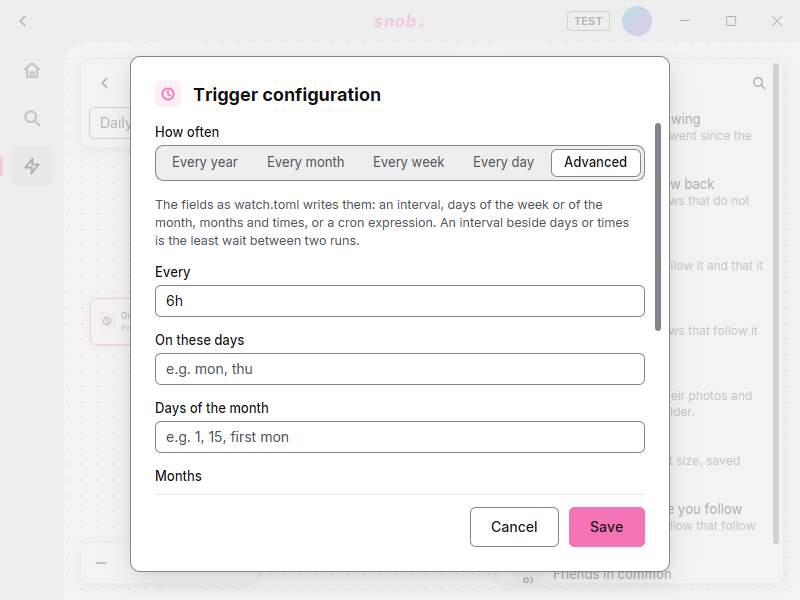 snob.
TEST
Daily
wing
went since the
w back
ws that do not
llow it and that it
ws that follow it
eir photos and
lder.
t size, saved
e you follow
llow that follow
Friends in common
Trigger configuration
How often
Every year
Every month
Every week
Every day
Advanced
The fields as watch.toml writes them: an interval, days of the week or of the
month, months and times, or a cron expression. An interval beside days or times
is the least wait between two runs.
Every
6h
On these days
e.g. mon, thu
Days of the month
e.g. 1, 15, first mon
Months
Cancel
Save